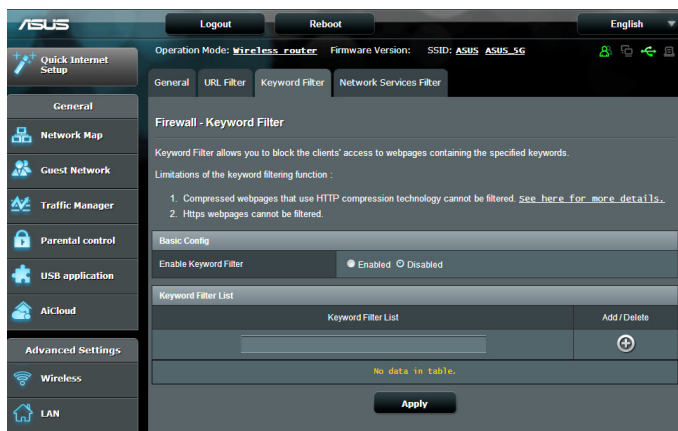 ASUS
Logout
Reboot
English
Quick Internet
Setup
Operation Mode: Wireless router Firmware Version: SSID: ASUS ASUS_5G
General
URL Filter
Keyword Filter
Network Services Filter
General
Network Map
Guest Network
Traffic Manager
Parental control
USB application
AiCloud
Advanced Settings
Wireless
LAN
Firewall - Keyword Filter
Keyword Filter allows you to block the clients' access to webpages containing the specified keywords.
Limitations of the keyword filtering function :
1. Compressed webpages that use HTTP compression technology cannot be filtered. See here for more details.
2. Https webpages cannot be filtered.
Basic Config
Enable Keyword Filter
Enabled Disabled
Keyword Filter List
Keyword Filter List
Add / Delete
No data in table.
Apply